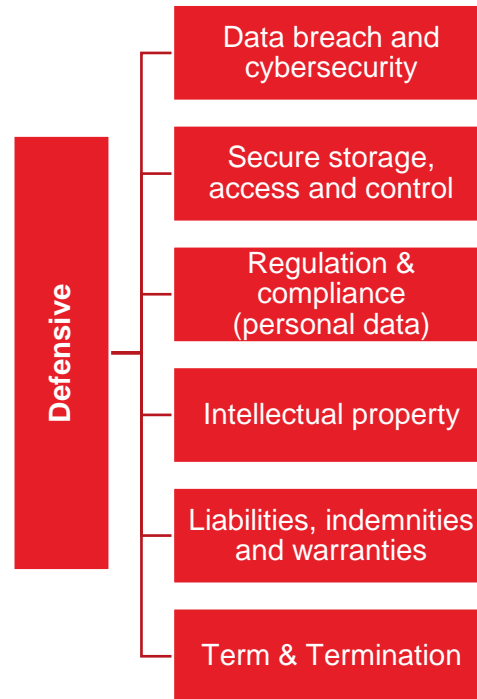 Defensive
Data breach and
cybersecurity
Secure storage,
access and control
Regulation &
compliance
(personal data)
Intellectual property
Liabilities, indemnities
and warranties
Term & Termination